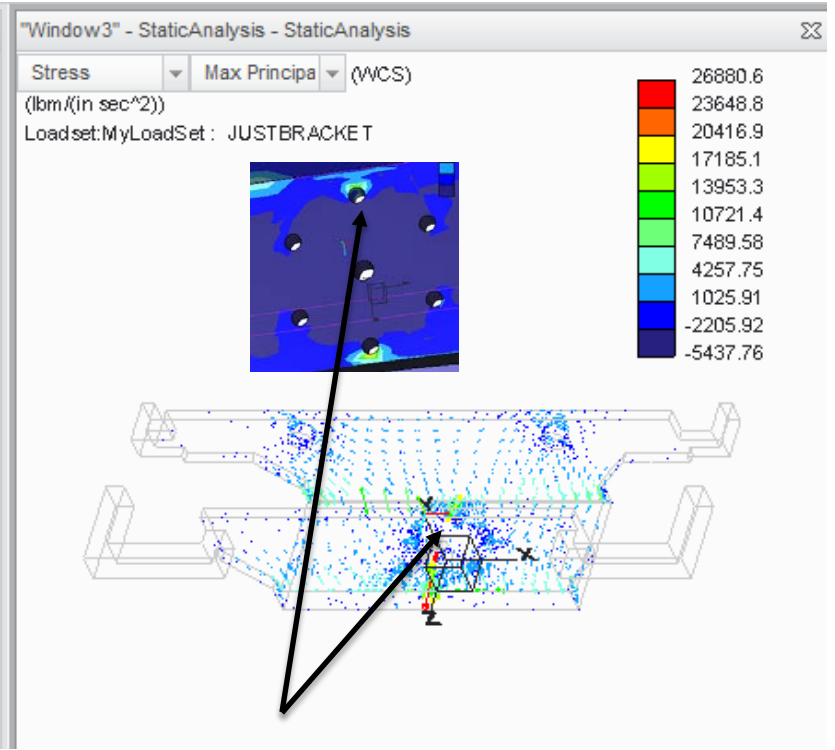 "Window3" - StaticAnalysis - StaticAnalysis
Stress Max Principa (WCS)
(lbm/(in sec^2))
Loadset:MyLoadSet : JUSTBRACKET
26880.6
23648.8
20416.9
17185.1
13953.3
10721.4
7489.58
4257.75
1025.91
-2205.92
-5437.76
Y
X
Z